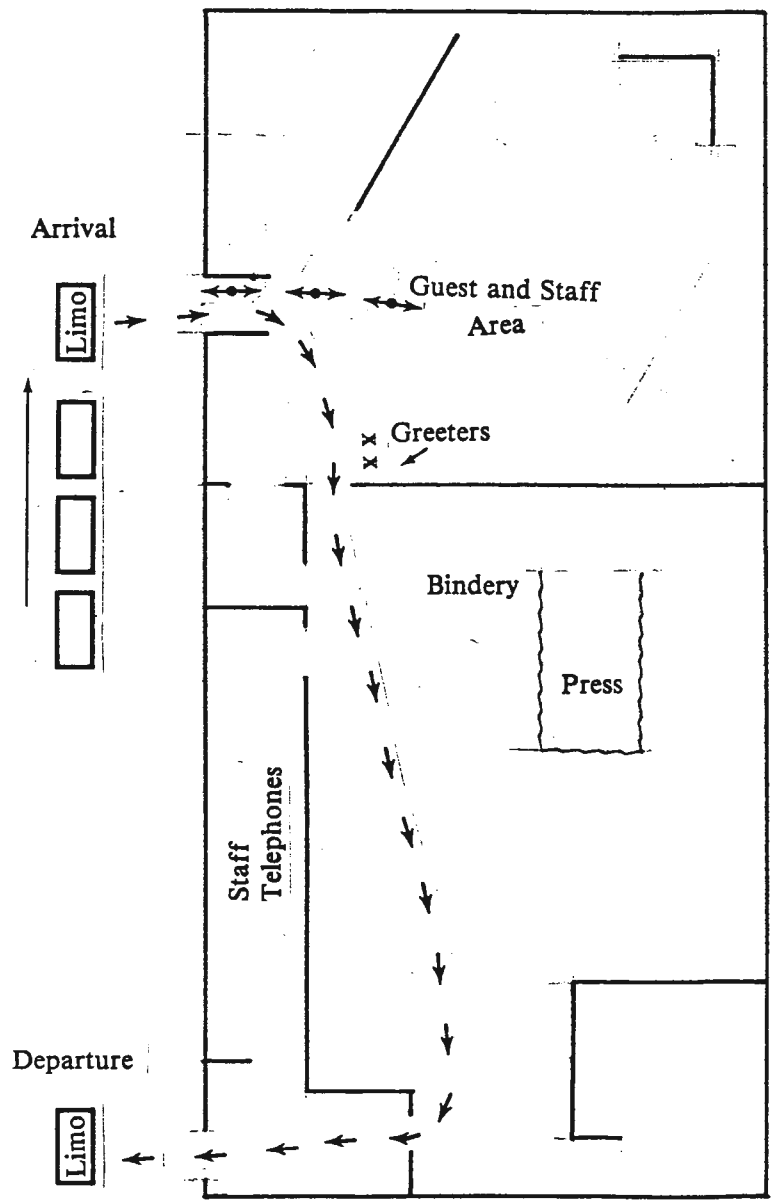 Arrival
Limo
Guest and Staff
Area
x
x
Greeters
Bindery
Press
Staff
Telephones
Departure
Limo